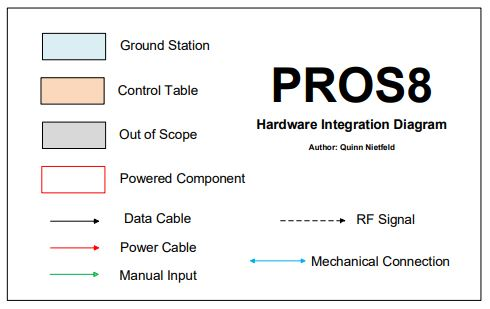 Ground Station
Control Table
Out of Scope
Powered Component
Data Cable
Power Cable
Manual Input
PROS8
Hardware Integration Diagram
Author: Quinn Nietfeld
RF Signal
Mechanical Connection